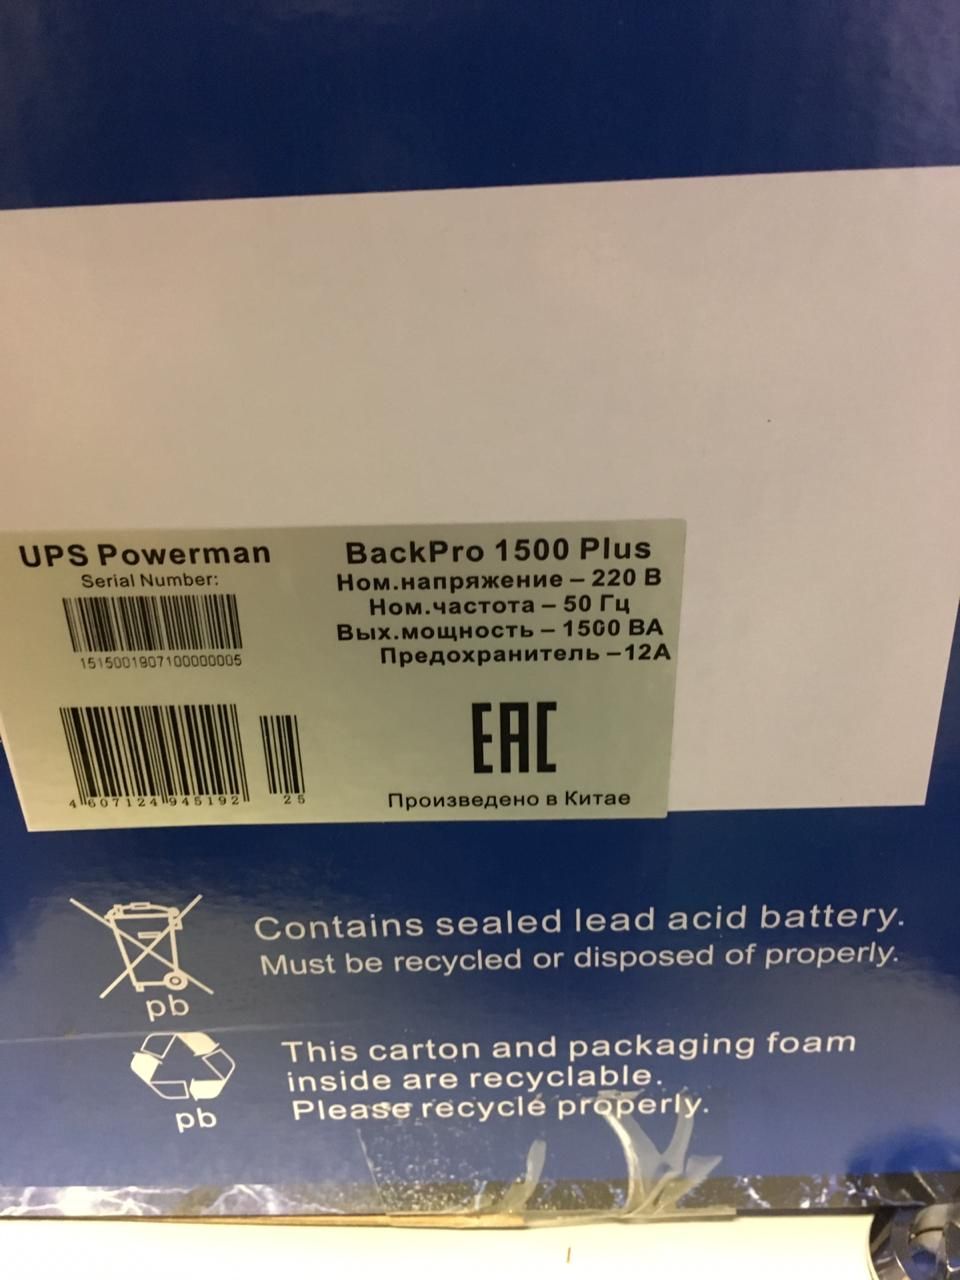 UPS Powerman
Serial Number:
1515001907100000005
4 607124 945192
25
BackPro 1500 Plus
Ном.напряжение – 220 В
Ном.частота – 50 Гц
Вых.мощность – 1500 ВА
Предохранитель –12А
EAC
Произведено в Китае
pb
Contains sealed lead acid battery.
Must be recycled or disposed of properly.
pb
This carton and packaging foam
inside are recyclable.
Please recycle properly.